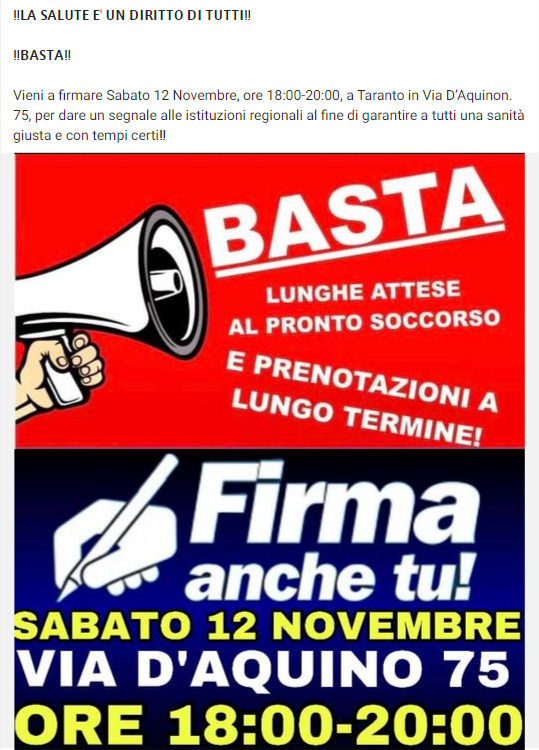 ‼LA SALUTE E' UN DIRITTO DI TUTTI‼
‼BASTA‼
Vieni a firmare Sabato 12 Novembre, ore 18:00-20:00, a Taranto in Via D’Aquinon.
75, per dare un segnale alle istituzioni regionali al fine di garantire a tutti una sanità
giusta e con tempi certi‼
BASTA
LUNGHE ATTESE
AL PRONTO SOCCORSO
E PRENOTAZIONI A
LUNGO TERMINE!
Firma
anche tu!
SABATO 12 NOVEMBRE
VIA D'AQUINO 75
ORE 18:00-20:00